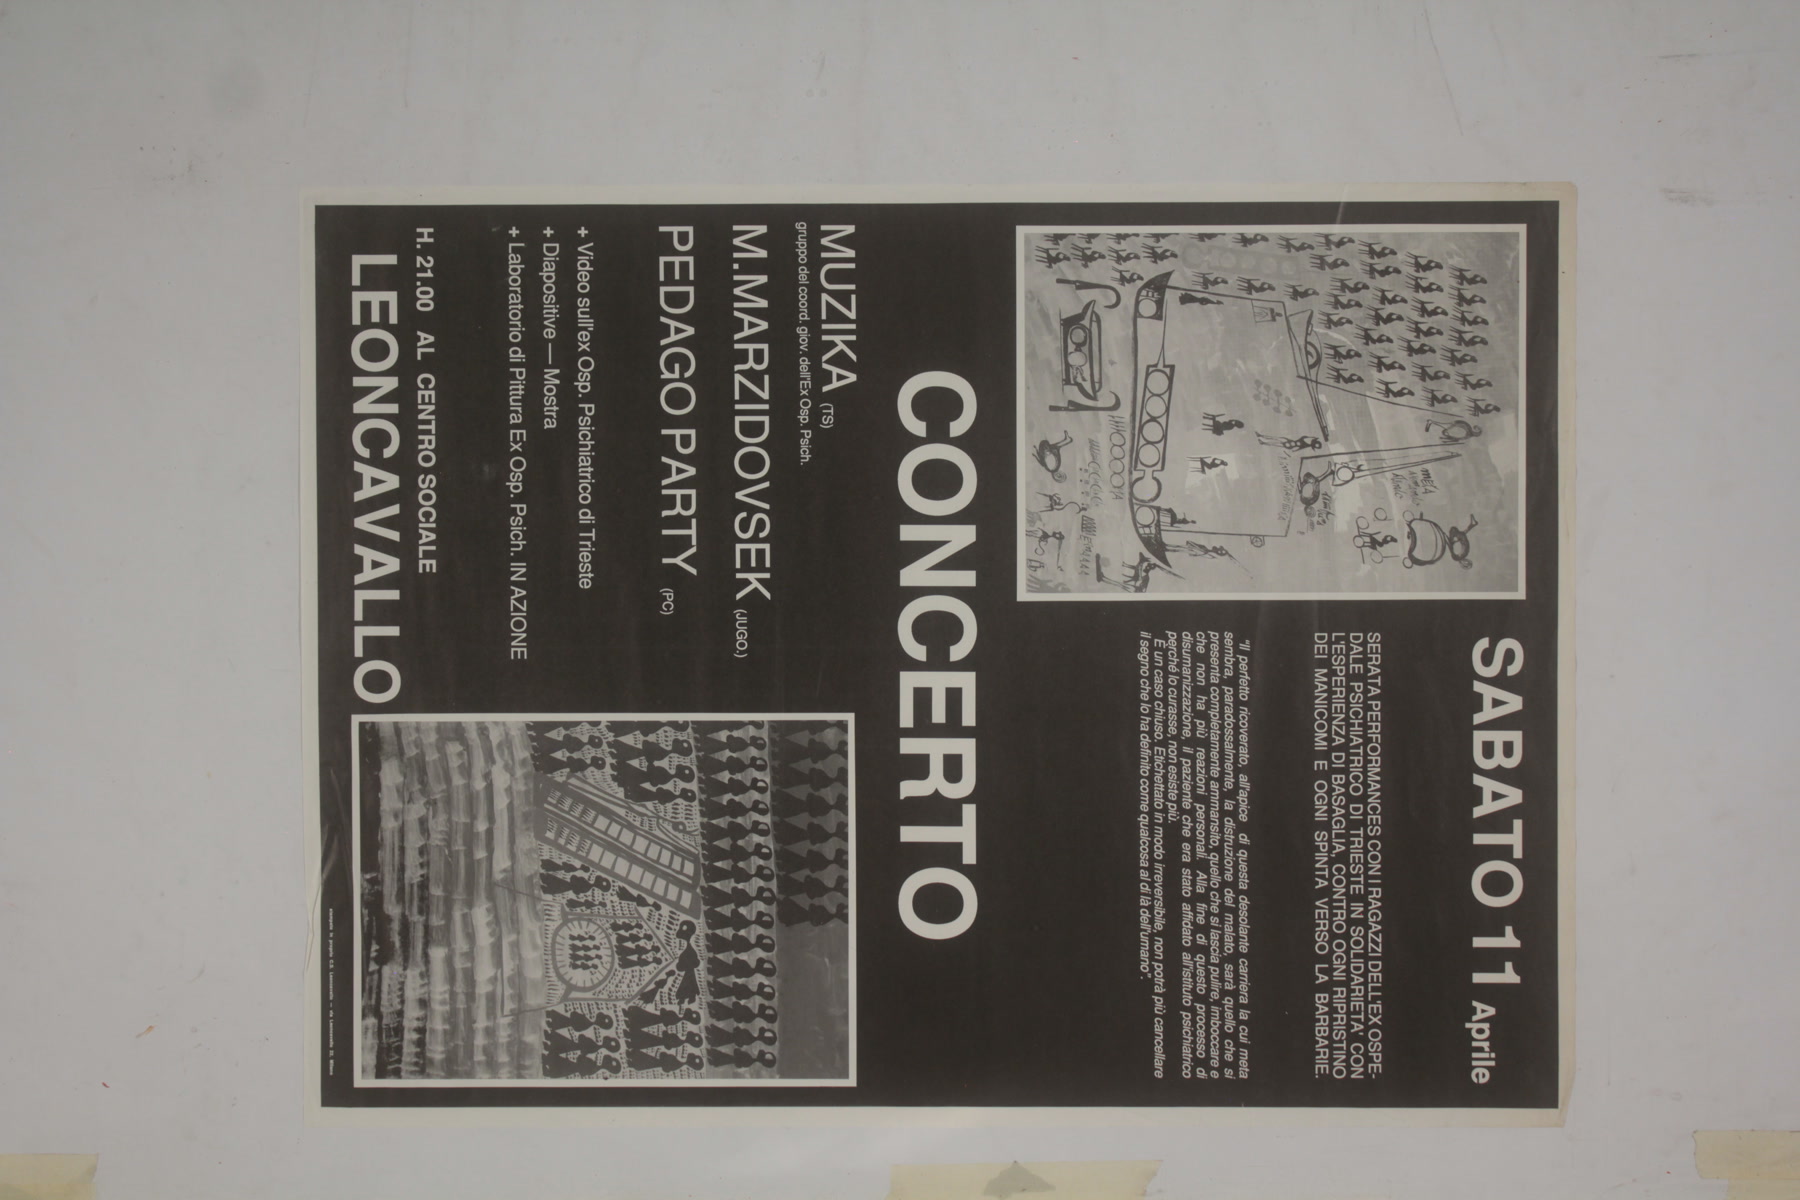 SABATO 11 Aprile
SERATA PERFORMANCES CON I RAGAZZI DELL'EX OSPE-
DALE PSICHIATRICO DI TRIESTE IN SOLIDARIETA' CON
L'ESPERIENZA DI BASAGLIA, CONTRO OGNI RIPRISTINO
DEI MANICOMI E OGNI SPINTA VERSO LA BARBARIE.
"Il perfetto ricoverato, all'apice di questa desolante carriera la cui meta
sembra, paradossalmente, la distruzione del malato, sarà quello che si
presenta completamente ammansito, quello che si lascia pulire, imboccare e
che non ha più reazioni personali. Alla fine di questo processo di
disumanizzazione, il paziente che era stato affidato all'istituto psichiatrico
perché lo curasse, non esiste più.
È un caso chiuso. Etichettato in modo irreversibile, non potrà più cancellare
il segno che lo ha definito come qualcosa al di là dell'umano".
CONCERTO
MUZIKA (TS)
gruppo del coord. giov. dell'Ex Osp. Psich.
M.MARZIDOVSEK (JUGO.)
PEDAGO PARTY (PC)
+ Video sull'ex Osp. Psichiatrico di Trieste
+ Diapositive — Mostra
+ Laboratorio di Pittura Ex Osp. Psich. IN AZIONE
H. 21.00 AL CENTRO SOCIALE
LEONCAVALLO